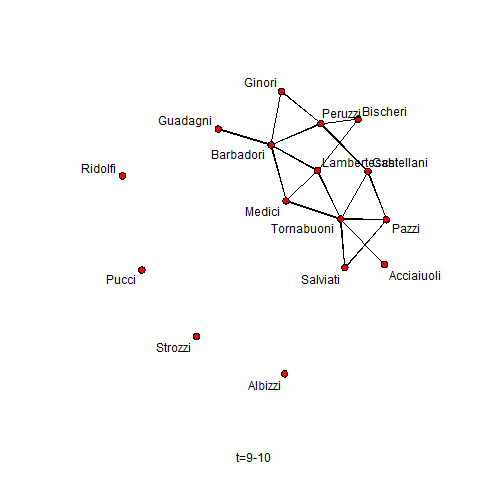 Ginori
Peruzzi
Bischeri
Guadagni
Barbadori
Lamberteschi
Castellani
Ridolfi
Medici
Tornabuoni
Pazzi
Pucci
Salviati
Acciaiuoli
Strozzi
Albizzi
t=9-10